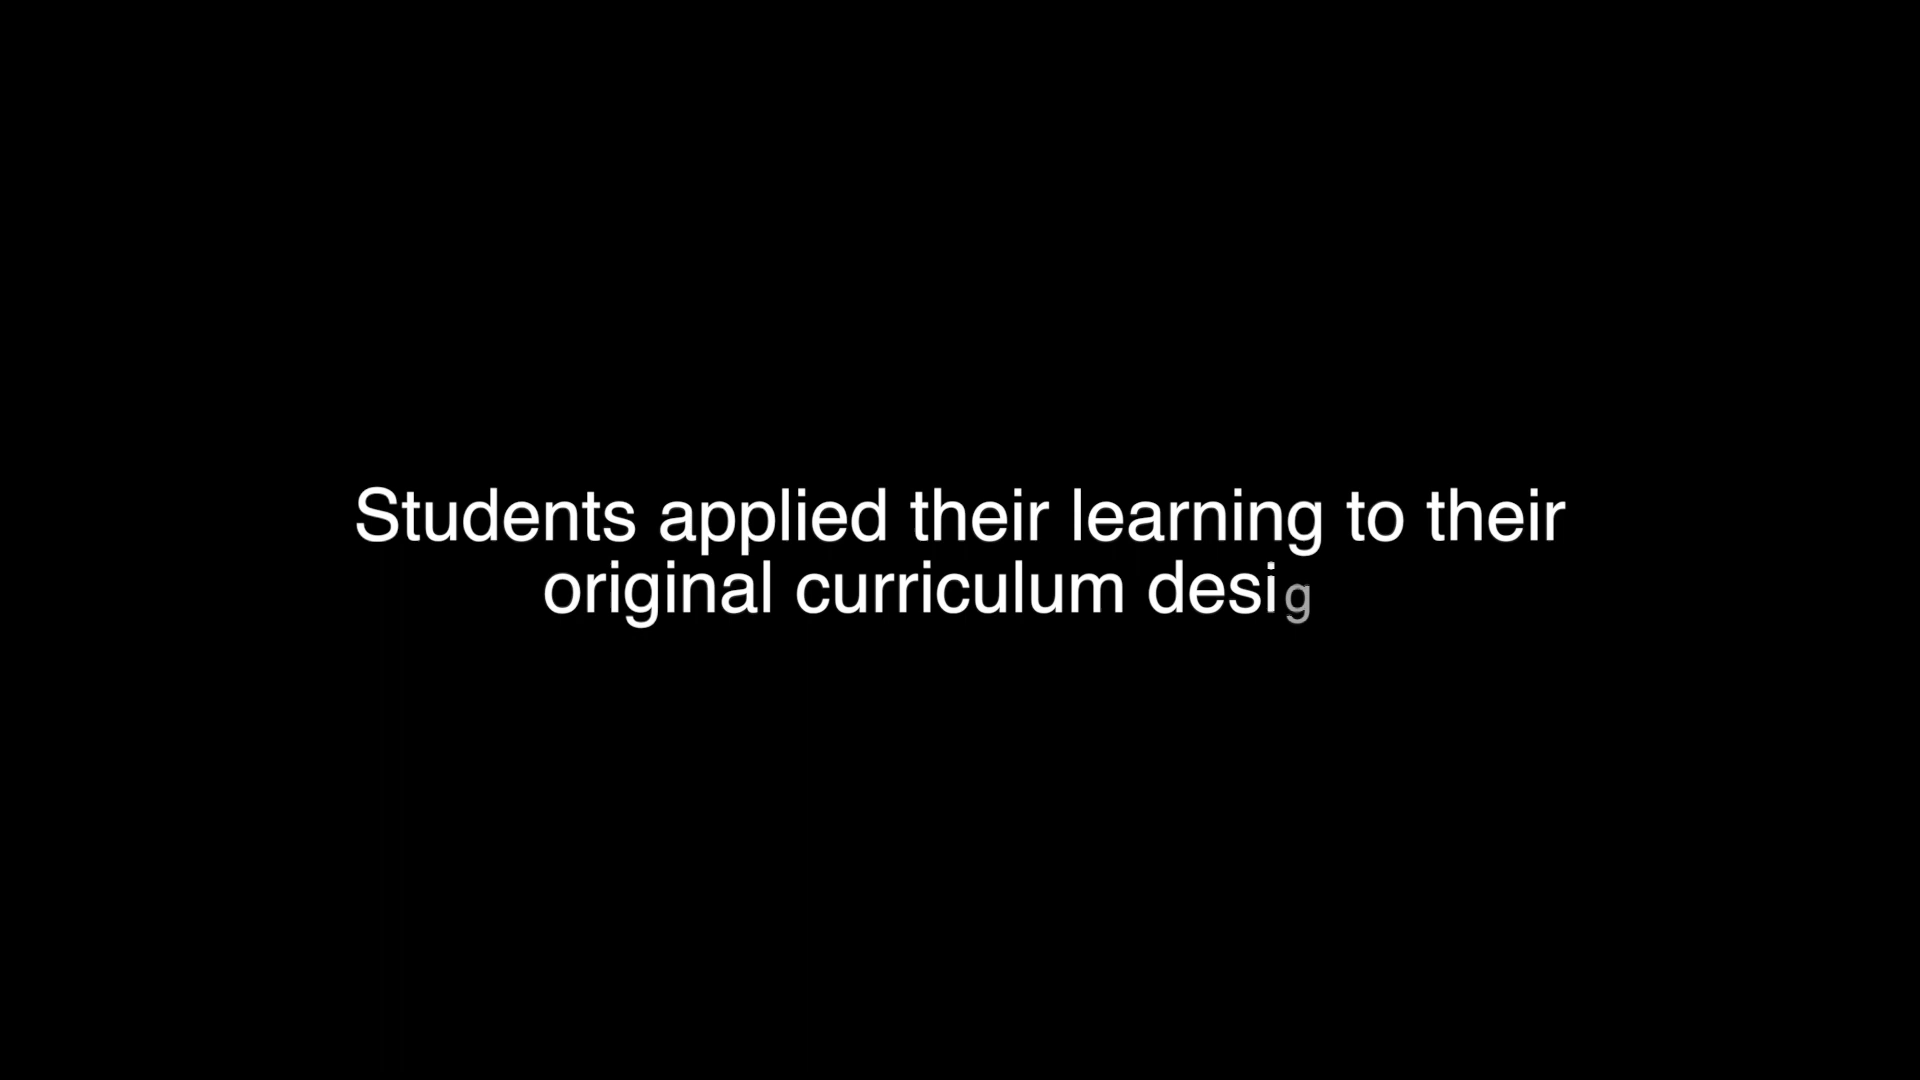 Students applied their learning to their
original curriculum desig